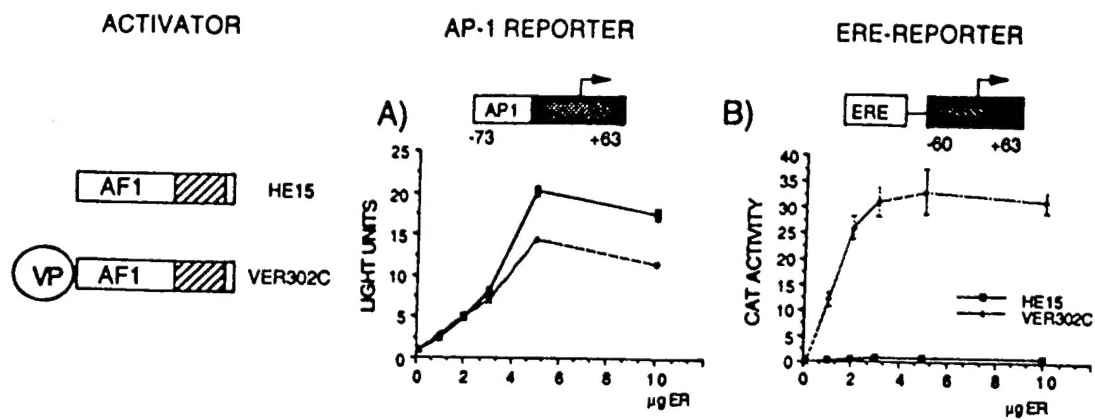 ACTIVATOR
AP-1 REPORTER
ERE-REPORTER
A)
AP1
-73
+63
B)
ERE
-60
+63
AF1
HE15
VP
AF1
VER302C
LIGHT UNITS
25
20
15
10
5
0
0
2
4
6
8
10
µg ER
CAT ACTIVITY
40
35
30
25
20
15
10
5
0
0
2
4
6
8
10
µg ER
HE15
VER302C